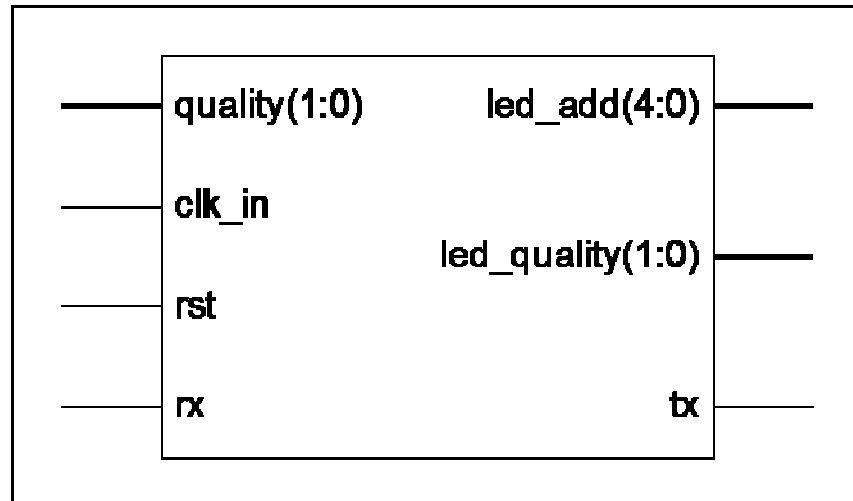 quality(1:0)
led_add(4:0)
clk_in
led_quality(1:0)
rst
rx
tx